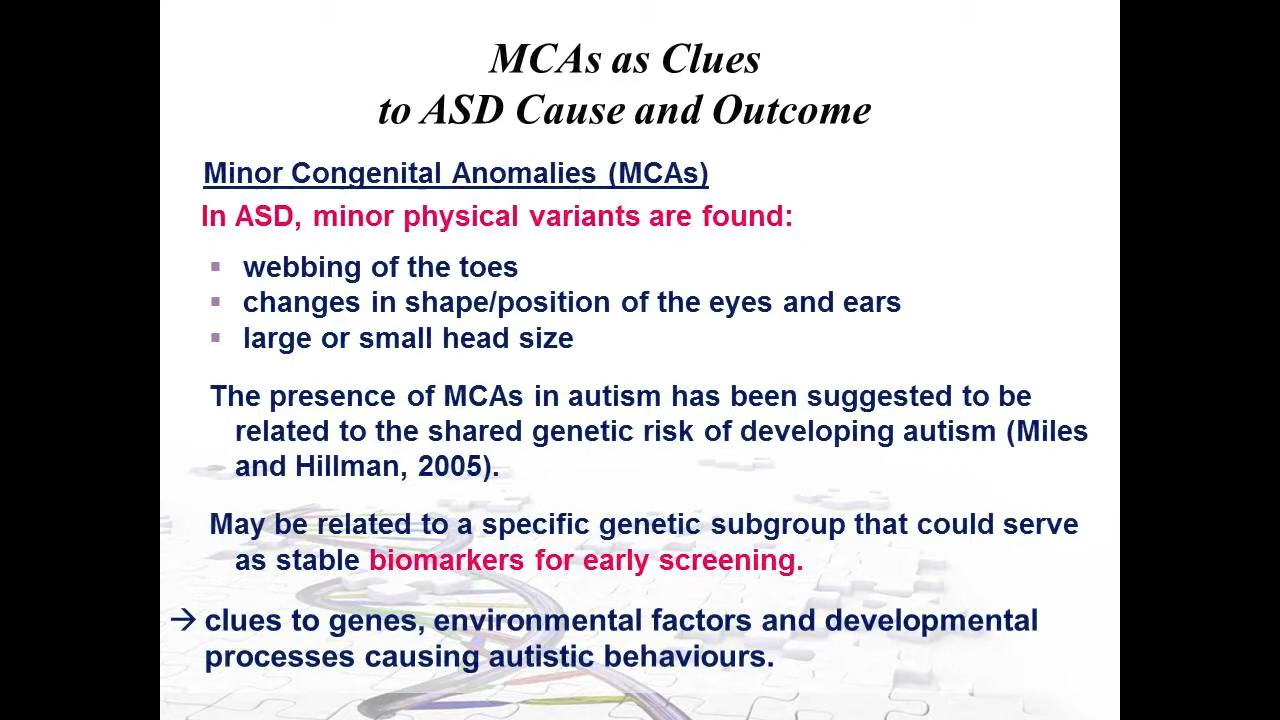 MCAs as Clues
to ASD Cause and Outcome
Minor Congenital Anomalies (MCAs)
In ASD, minor physical variants are found:
▪ webbing of the toes
▪ changes in shape/position of the eyes and ears
▪ large or small head size
The presence of MCAs in autism has been suggested to be
related to the shared genetic risk of developing autism (Miles
and Hillman, 2005).
May be related to a specific genetic subgroup that could serve
as stable biomarkers for early screening.
→ clues to genes, environmental factors and developmental
processes causing autistic behaviours.